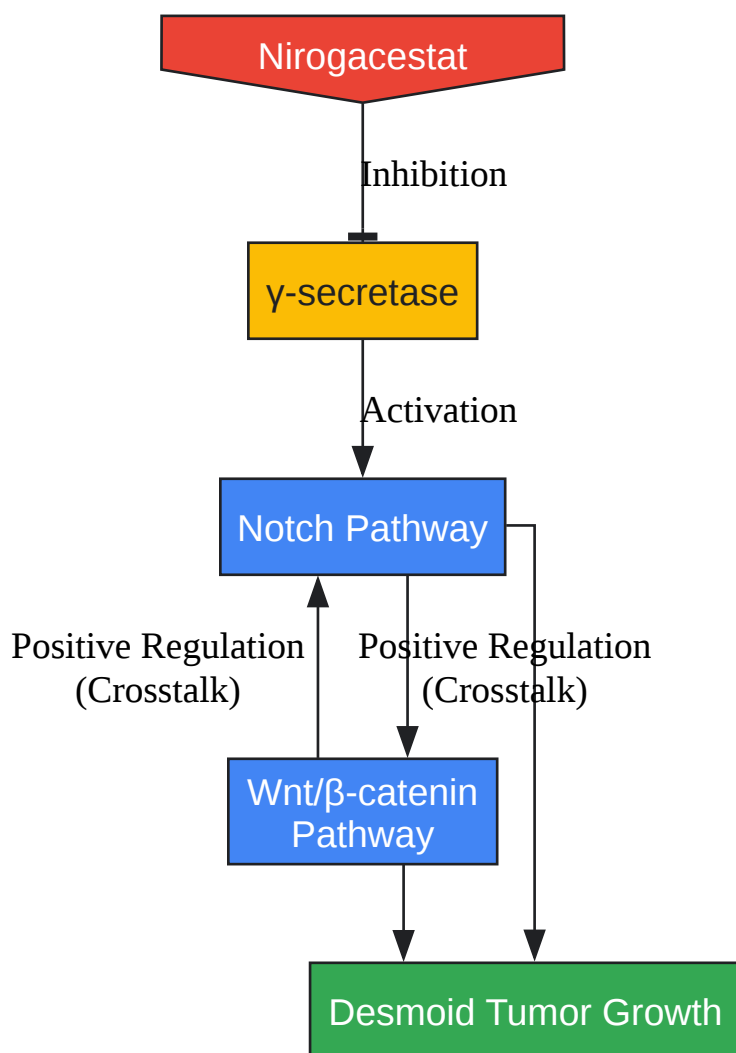 Nirogacestat
Inhibition
γ-secretase
Activation
Notch Pathway
Positive Regulation
(Crosstalk)
Positive Regulation
(Crosstalk)
Wnt/β-catenin
Pathway
Desmoid Tumor Growth